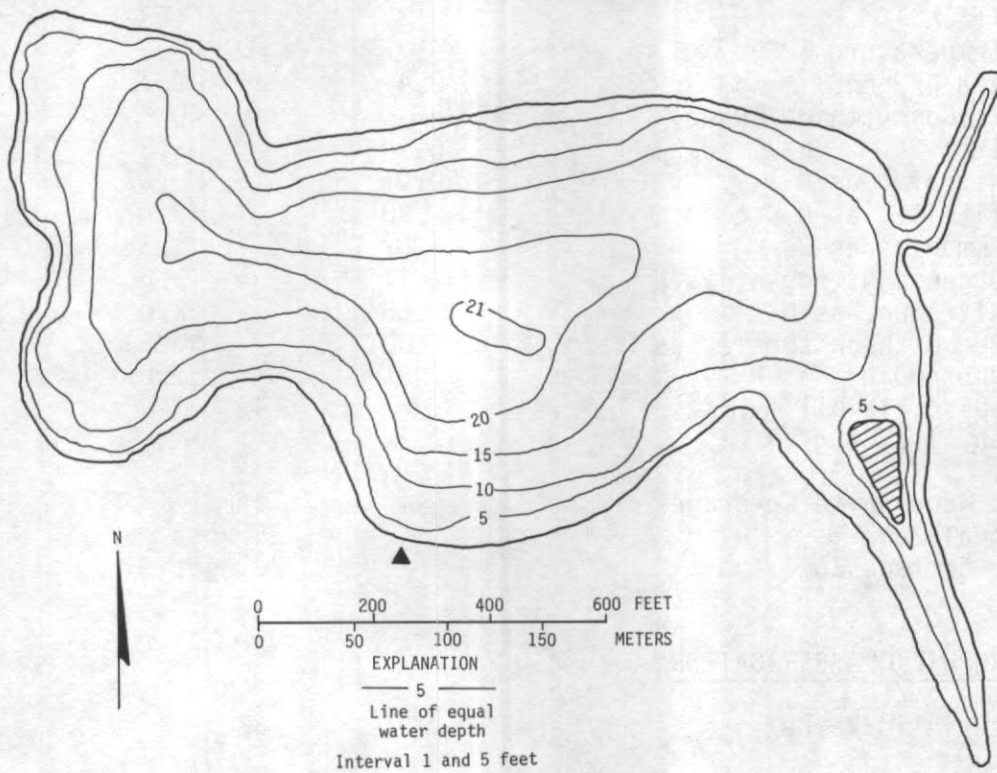 21
20
15
10
5
5
N
0 200 400 600 FEET
0 50 100 150 METERS
EXPLANATION
5
Line of equal
water depth
Interval 1 and 5 feet